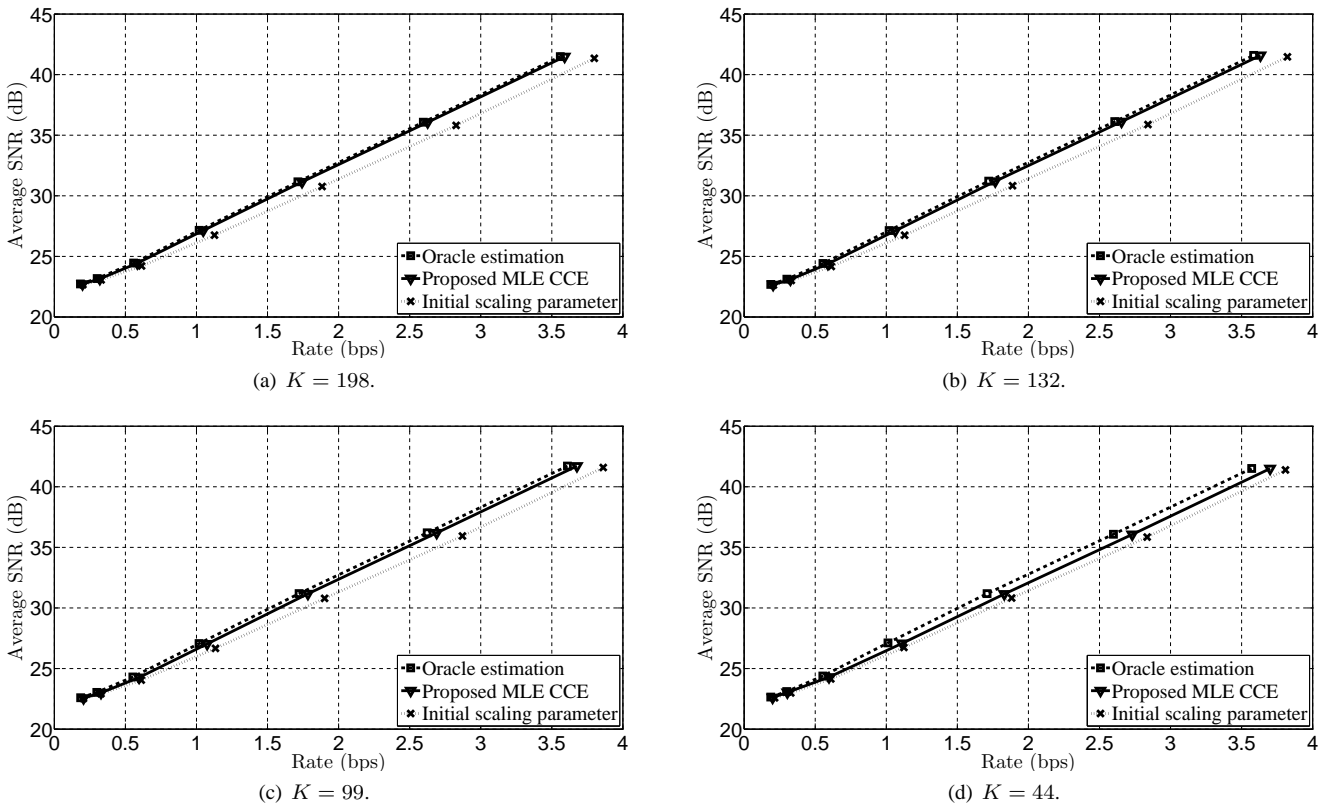 45
40
35
30
25
20
Average SNR (dB)
0 0.5 1 1.5 2 2.5 3 3.5 4
Rate (bps)
Oracle estimation
Proposed MLE CCE
Initial scaling parameter
(a) K = 198.
45
40
35
30
25
20
Average SNR (dB)
0 0.5 1 1.5 2 2.5 3 3.5 4
Rate (bps)
Oracle estimation
Proposed MLE CCE
Initial scaling parameter
(b) K = 132.
45
40
35
30
25
20
Average SNR (dB)
0 0.5 1 1.5 2 2.5 3 3.5 4
Rate (bps)
Oracle estimation
Proposed MLE CCE
Initial scaling parameter
(c) K = 99.
45
40
35
30
25
20
Average SNR (dB)
0 0.5 1 1.5 2 2.5 3 3.5 4
Rate (bps)
Oracle estimation
Proposed MLE CCE
Initial scaling parameter
(d) K = 44.